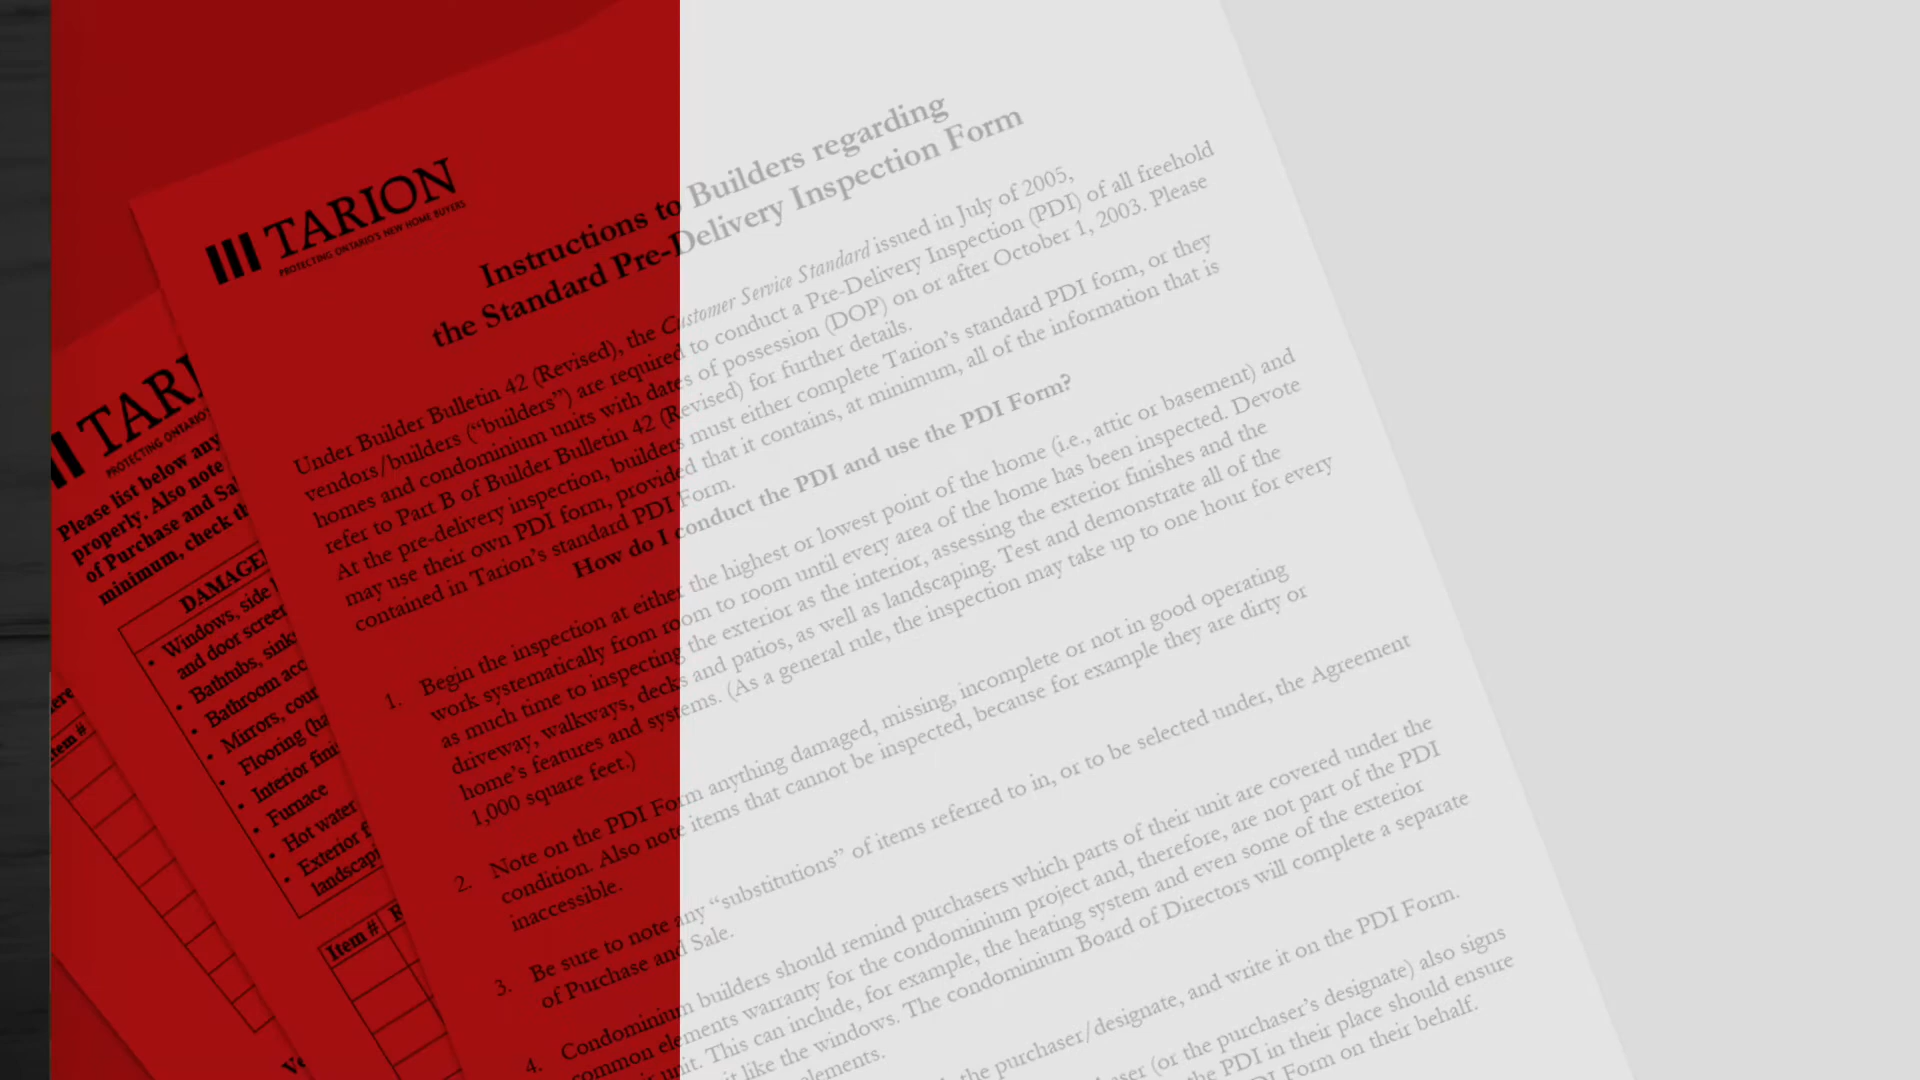 TARION
PROTECTING ONTARIO'S NEW HOME BUYERS
Instructions to Builders regarding
the Standard Pre-Delivery Inspection Form
Under Builder Bulletin 42 (Revised), the Customer Service Standard issued in July of 2005,
vendors/builders (“builders”) are required to conduct a Pre-Delivery Inspection (PDI) of all freehold
homes and condominium units with dates of possession (DOP) on or after October 1, 2003. Please
refer to Part B of Builder Bulletin 42 (Revised) for further details.
At the pre-delivery inspection, builders must either complete Tarion’s standard PDI form, or they
may use their own PDI form, provided that it contains, at minimum, all of the information that is
contained in Tarion’s standard PDI Form.
How do I conduct the PDI and use the PDI Form?
1. Begin the inspection at either the highest or lowest point of the home (i.e., attic or basement) and
work systematically from room to room until every area of the home has been inspected. Devote
as much time to inspecting the exterior as the interior, assessing the exterior finishes and the
driveway, walkways, decks and patios, as well as landscaping. Test and demonstrate all of the
home’s features and systems. (As a general rule, the inspection may take up to one hour for every
1,000 square feet.)
2. Note on the PDI Form anything damaged, missing, incomplete or not in good operating
condition. Also note items that cannot be inspected, because for example they are dirty or
inaccessible.
3. Be sure to note any “substitutions” of items referred to in, or to be selected under, the Agreement
of Purchase and Sale.
4. Condominium builders should remind purchasers which parts of their unit are covered under the
common elements warranty for the condominium project and, therefore, are not part of the PDI
unit. This can include, for example, the heating system and even some of the exterior
like the windows. The condominium Board of Directors will complete a separate
elements.
the purchaser/designate, and write it on the PDI Form.
(or the purchaser’s designate) also signs
the PDI in their place should ensure
Form on their behalf.
TARI
PROTECTING ONTARIO'
Please list below any
properly. Also note
of Purchase and Sa
minimum, check th
DAMAGE
• Windows, side
and door screen
• Bathtubs, sink
• Bathroom acc
• Mirrors, cour
• Flooring (ha
• Interior fini
• Furnace
• Hot water
• Exterior f
landscapi
Item #
Item #